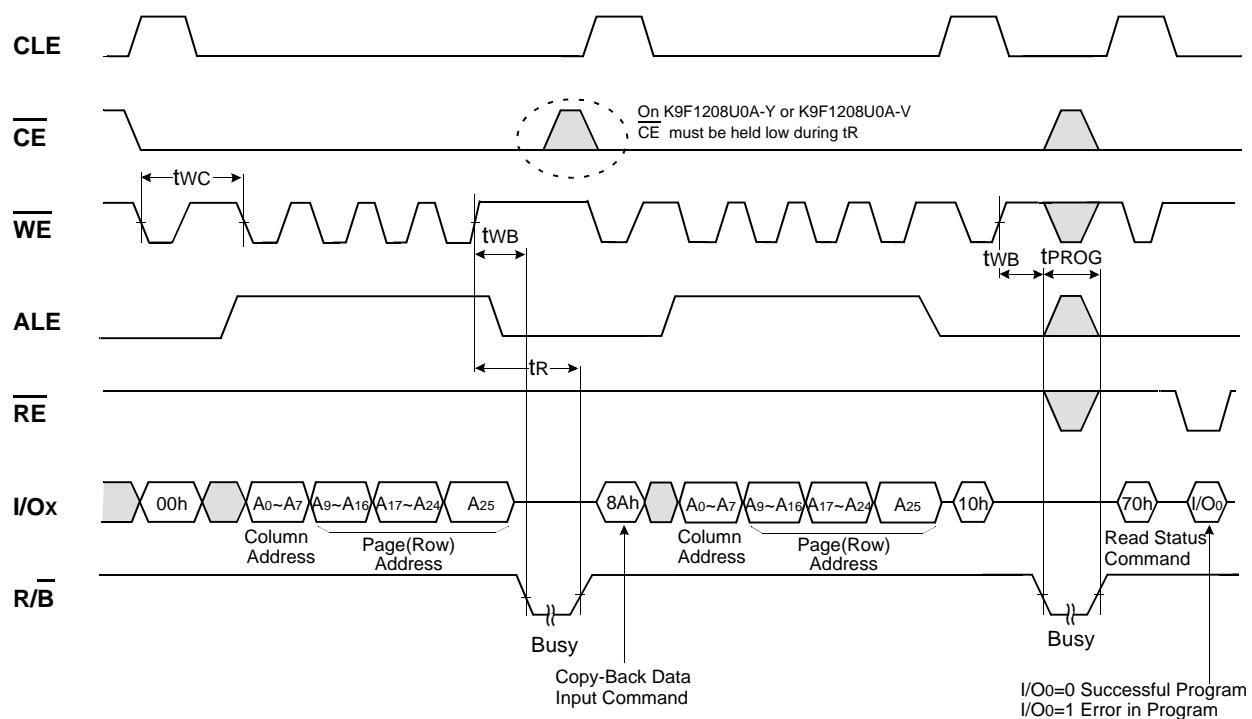 CLE
CE
On K9F1208U0A-Y or K9F1208U0A-V
CE must be held low during tR
tWC
WE
tWB
tWB
tPROG
ALE
tR
RE
I/Ox
00h
A0~A7
A9~A16
A17~A24
A25
8Ah
A0~A7
A9~A16
A17~A24
A25
10h
70h
I/O0
Column
Address
Page(Row)
Address
Column
Address
Page(Row)
Address
Read Status
Command
R/B
Busy
Busy
Copy-Back Data
Input Command
I/O0=0 Successful Program
I/O0=1 Error in Program